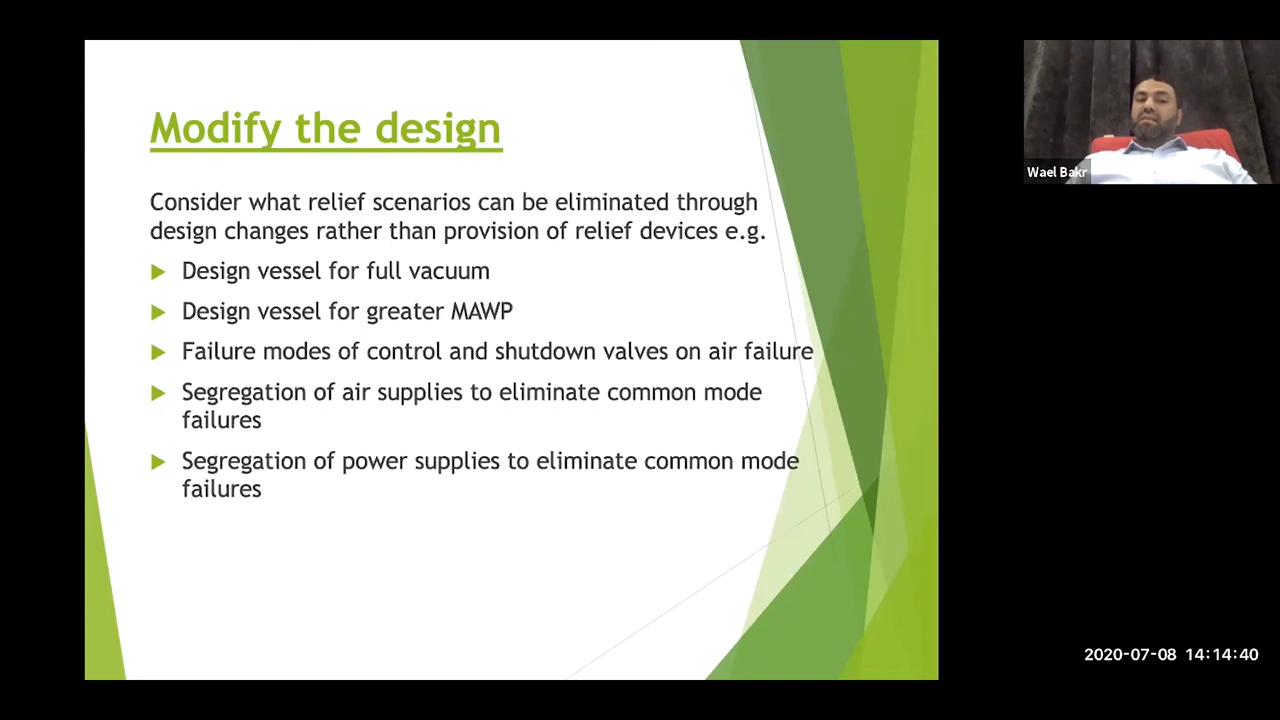 Modify the design
Consider what relief scenarios can be eliminated through
design changes rather than provision of relief devices e.g.
Design vessel for full vacuum
Design vessel for greater MAWP
Failure modes of control and shutdown valves on air failure
Segregation of air supplies to eliminate common mode
failures
Segregation of power supplies to eliminate common mode
failures
Wael Bakr
2020-07-08 14:14:40